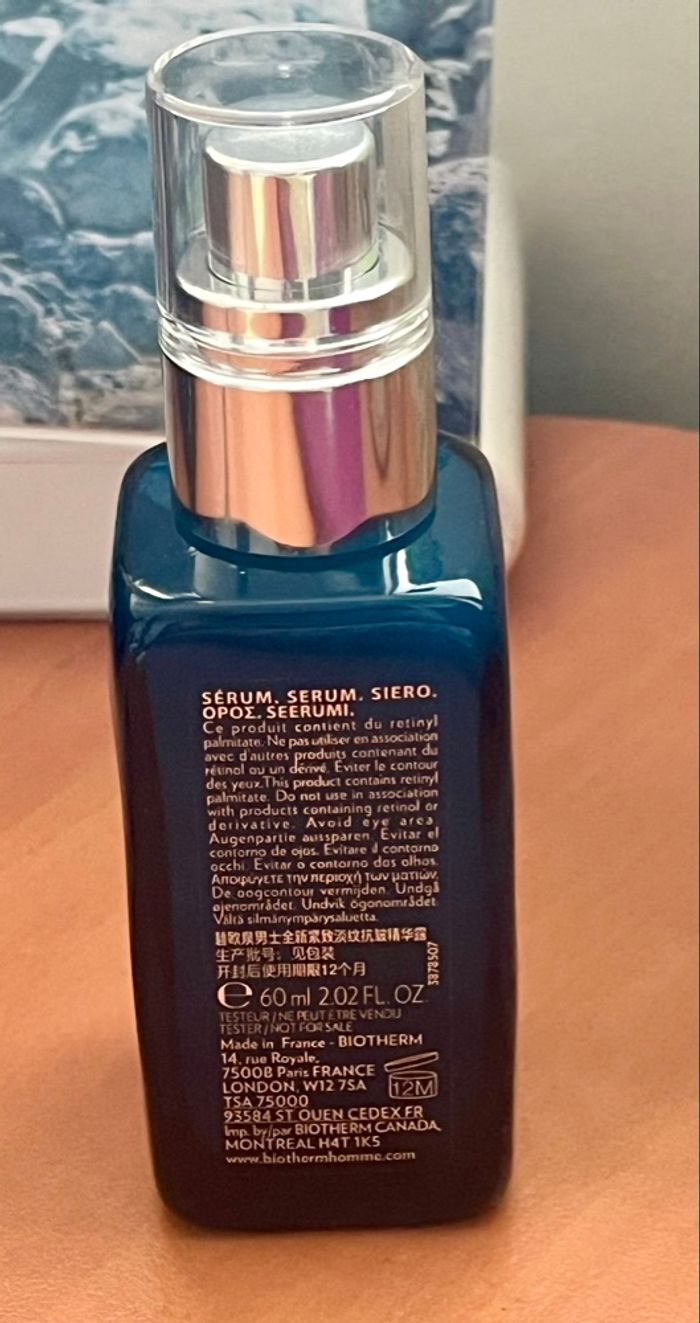 SÉRUM. SERUM. SIERO.
ΟΡΟΣ. SEERUMI.
Ce produit contient du retinyl
palmitate. Ne pas utiliser en association
avec d'autres produits contenant du
rétinol ou un dérivé. Éviter le contour
des yeux.This product contains retinyl
palmitate. Do not use in association
with products containing retinol or
derivative. Avoid eye area.
Augenpartie aussparen. Evitar el
contorno de ojos. Evitare il contorno
occhi. Evitar o contorno dos olhos.
Αποφύγετε την περιοχή των ματιών.
De oogcontour vermijden. Undgå
øjenområdet. Undvik ögonområdet.
Vältä silmänympärysaluetta.
碧欧泉男士全新紧致淡纹抗皱精华露
生产批号：见包装
开封后使用期限12个月
3878507
e 60 ml 2.02 FL. OZ.
TESTEUR / NE PEUT ÊTRE VENDU
TESTER / NOT FOR SALE
Made in France - BIOTHERM
14, rue Royale,
75008 Paris FRANCE
LONDON, W12 7SA
TSA 75000
93584 ST OUEN CEDEX FR
Imp. by/par BIOTHERM CANADA,
MONTREAL H4T 1K5
www.biothermhomme.com
12M